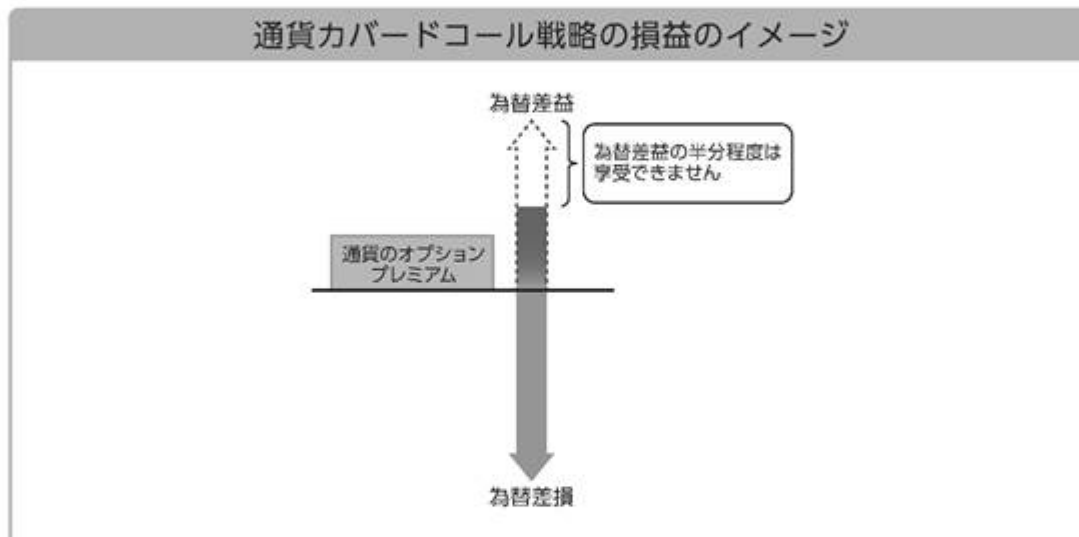 通貨カバードコール戦略の損益のイメージ
為替差益
為替差益の半分程度は
享受できません
通貨のオプション
プレミアム
為替差損